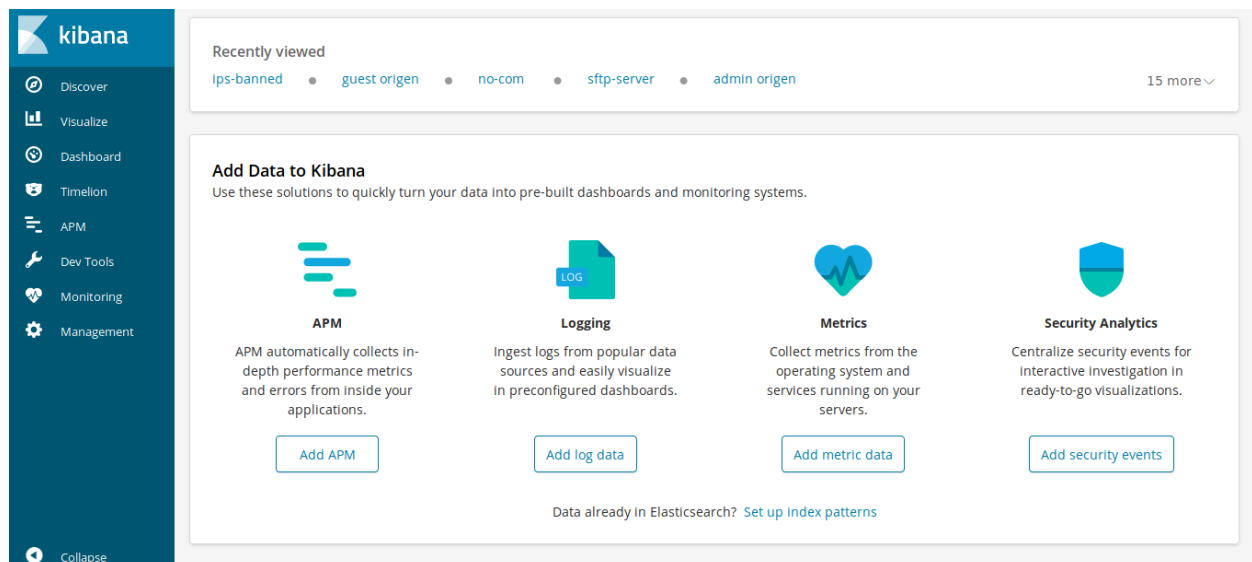 kibana
Discover
Visualize
Dashboard
Timelion
APM
Dev Tools
Monitoring
Management
Collapse
Recently viewed
ips-banned ● guest origen ● no-com ● sftp-server ● admin origen 15 more
Add Data to Kibana
Use these solutions to quickly turn your data into pre-built dashboards and monitoring systems.
APM
APM automatically collects in-
depth performance metrics
and errors from inside your
applications.
Add APM
LOG
Logging
Ingest logs from popular data
sources and easily visualize
in preconfigured dashboards.
Add log data
Metrics
Collect metrics from the
operating system and
services running on your
servers.
Add metric data
Security Analytics
Centralize security events for
interactive investigation in
ready-to-go visualizations.
Add security events
Data already in Elasticsearch? Set up index patterns